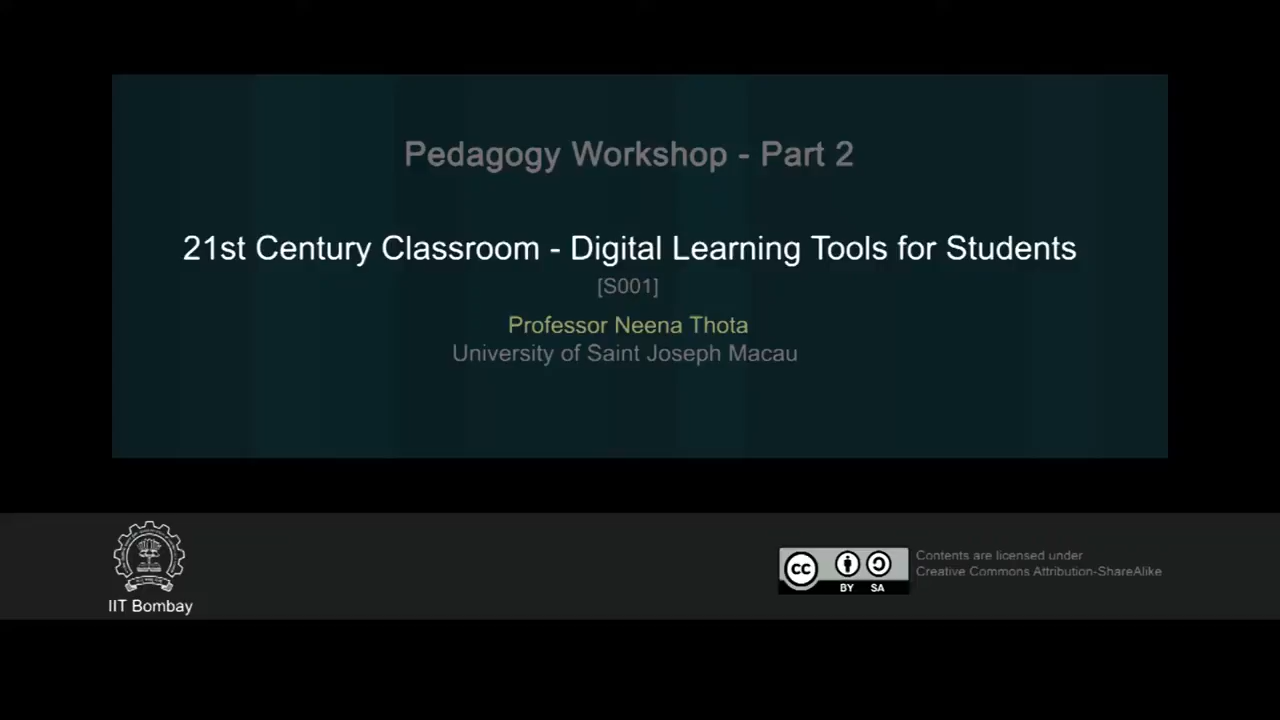 Pedagogy Workshop - Part 2
21st Century Classroom - Digital Learning Tools for Students
[S001]
Professor Neena Thota
University of Saint Joseph Macau
IIT Bombay
cc
BY SA
Contents are licensed under
Creative Commons Attribution-ShareAlike